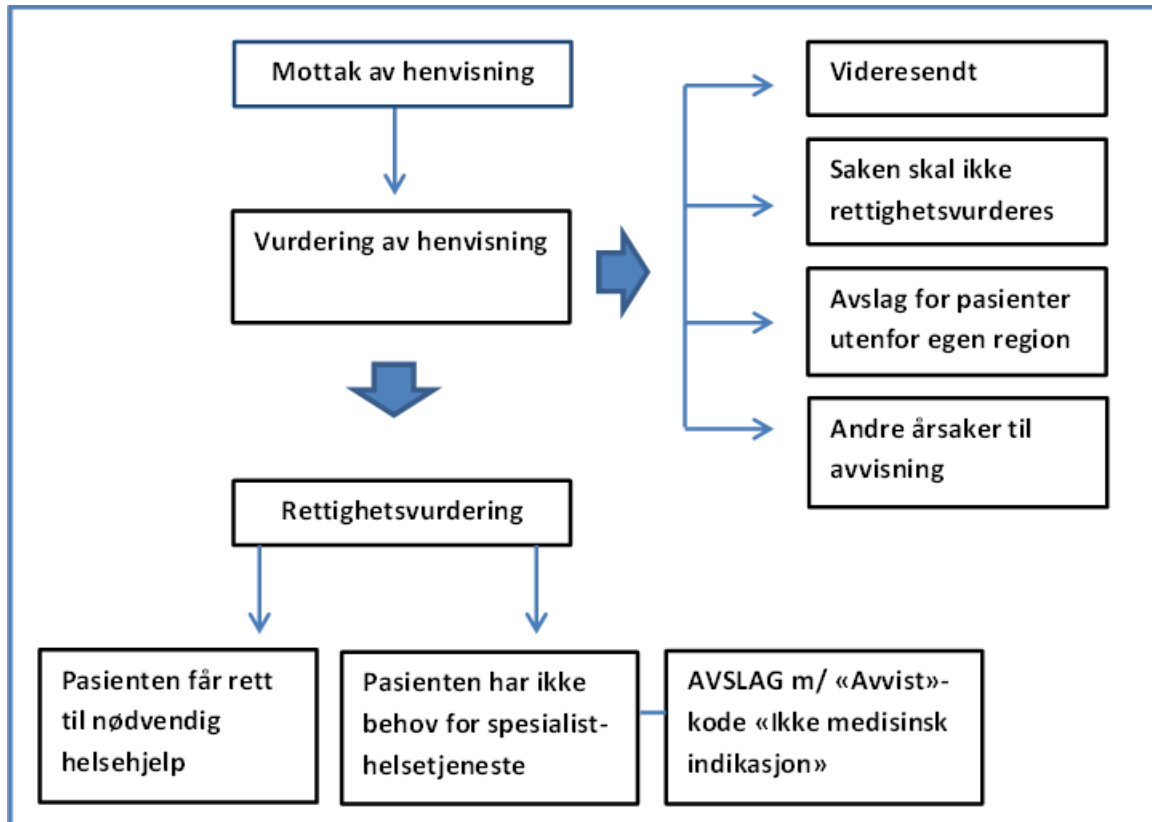 Mottak av henvisning
Vurdering av henvisning
Videresendt
Saken skal ikke
rettighetsvurderes
Avslag for pasienter
utenfor egen region
Andre årsaker til
avvisning
Rettighetsvurdering
Pasienten får rett
til nødvendig
helsehjelp
Pasienten har ikke
behov for spesialist-
helsetjeneste
AVSLAG m/ «Avvist»-
kode «Ikke medisinsk
indikasjon»